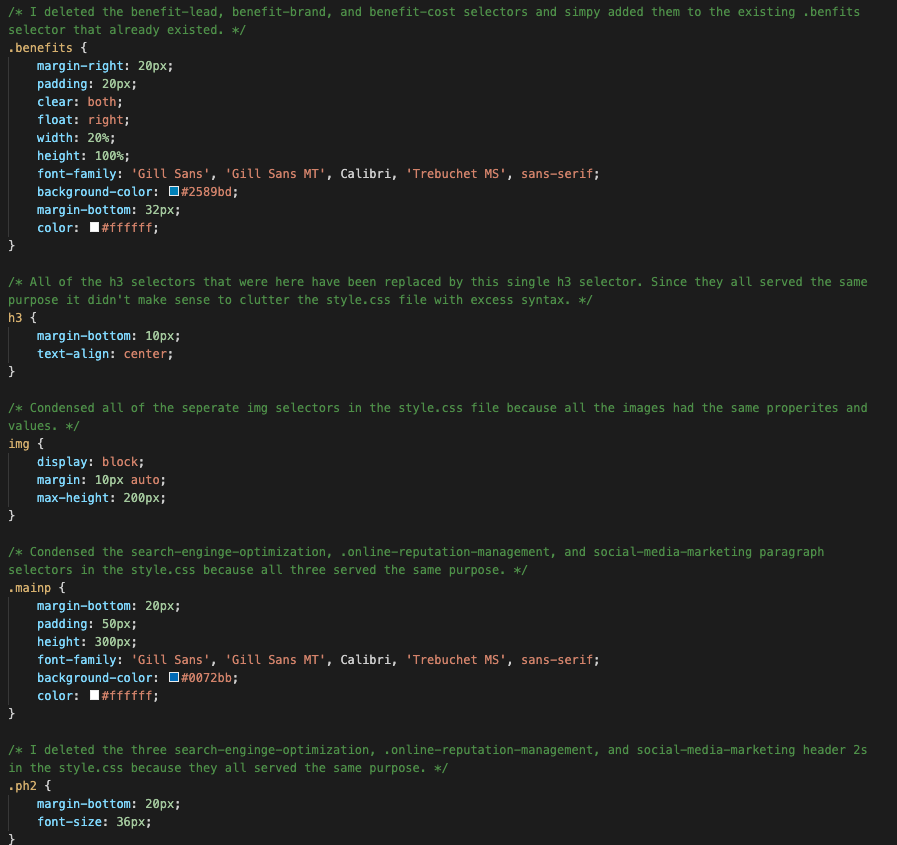 /* I deleted the benefit-lead, benefit-brand, and benefit-cost selectors and simpy added them to the existing .benfits
selector that already existed. */
.benefits {
    margin-right: 20px;
    padding: 20px;
    clear: both;
    float: right;
    width: 20%;
    height: 100%;
    font-family: 'Gill Sans', 'Gill Sans MT', Calibri, 'Trebuchet MS', sans-serif;
    background-color: #2589bd;
    margin-bottom: 32px;
    color: #ffffff;
}

/* All of the h3 selectors that were here have been replaced by this single h3 selector. Since they all served the same
purpose it didn't make sense to clutter the style.css file with excess syntax. */
h3 {
    margin-bottom: 10px;
    text-align: center;
}

/* Condensed all of the seperate img selectors in the style.css file because all the images had the same properites and
values. */
img {
    display: block;
    margin: 10px auto;
    max-height: 200px;
}

/* Condensed the search-enginge-optimization, .online-reputation-management, and social-media-marketing paragraph
selectors in the style.css because all three served the same purpose. */
.mainp {
    margin-bottom: 20px;
    padding: 50px;
    height: 300px;
    font-family: 'Gill Sans', 'Gill Sans MT', Calibri, 'Trebuchet MS', sans-serif;
    background-color: #0072bb;
    color: #ffffff;
}

/* I deleted the three search-enginge-optimization, .online-reputation-management, and social-media-marketing header 2s
in the style.css because they all served the same purpose. */
.ph2 {
    margin-bottom: 20px;
    font-size: 36px;
}